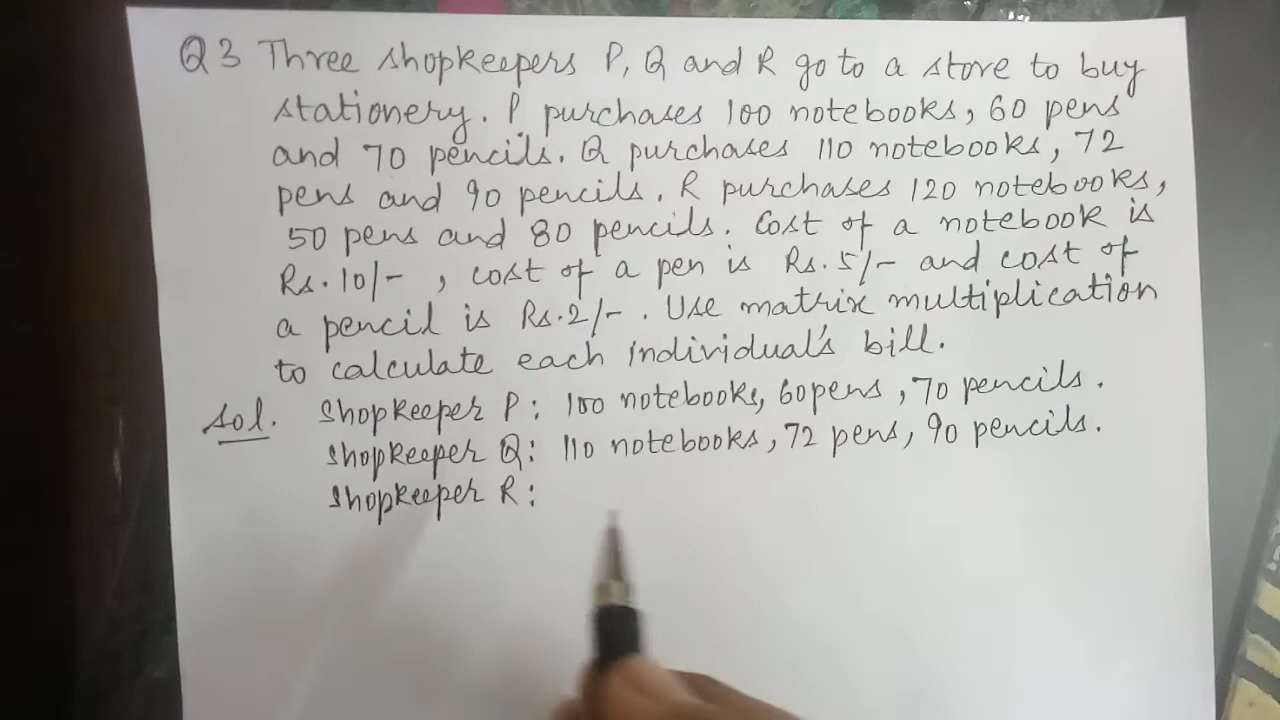 Q3 Three shopkeepers P, Q and R go to a store to buy
stationery. P purchases 100 notebooks, 60 pens
and 70 pencils. Q purchases 110 notebooks, 72
pens and 90 pencils. R purchases 120 notebooks,
50 pens and 80 pencils. Cost of a notebook is
Rs. 10/- , cost of a pen is Rs. 5/- and cost of
a pencil is Rs. 2/- . Use matrix multiplication
to calculate each individual's bill.
Sol. Shopkeeper P: 100 notebooks, 60 pens, 70 pencils.
Shopkeeper Q: 110 notebooks, 72 pens, 90 pencils.
Shopkeeper R: